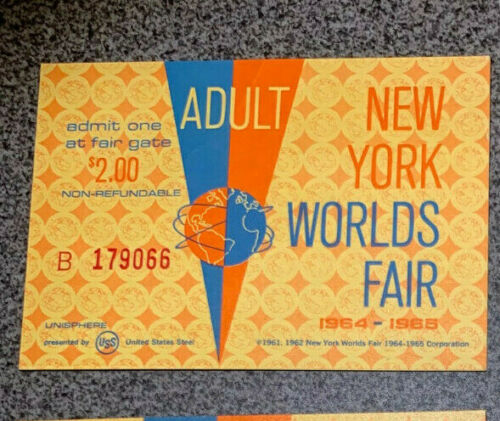 ADULT
admit one
at fair gate
$2.00
NON-REFUNDABLE
B 179066
NEW
YORK
WORLDS
FAIR
1964-1965
UNISPHERE
presented by USS United States Steel
©1961, 1962 New York Worlds Fair 1964-1965 Corporation